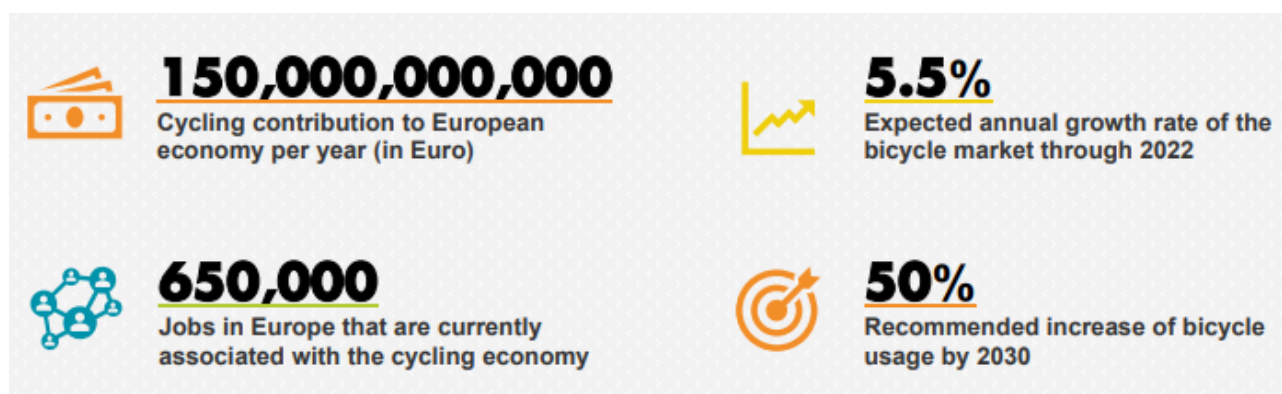 150,000,000,000
Cycling contribution to European
economy per year (in Euro)
5.5%
Expected annual growth rate of the
bicycle market through 2022
650,000
Jobs in Europe that are currently
associated with the cycling economy
50%
Recommended increase of bicycle
usage by 2030